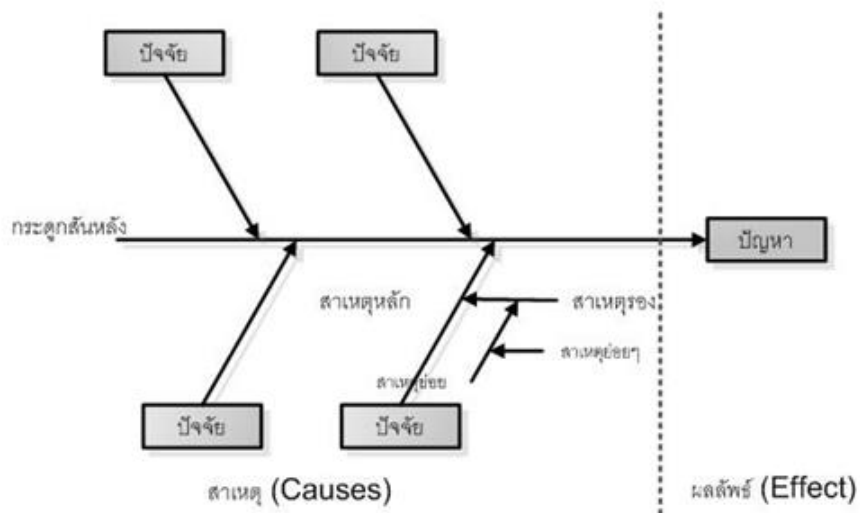 ปัจจัย
ปัจจัย
กระดูกสันหลัง
ปัญหา
สาเหตุหลัก
สาเหตุรอง
สาเหตุย่อยๆ
สาเหตุย่อย
ปัจจัย
ปัจจัย
สาเหตุ (Causes)
ผลลัพธ์ (Effect)